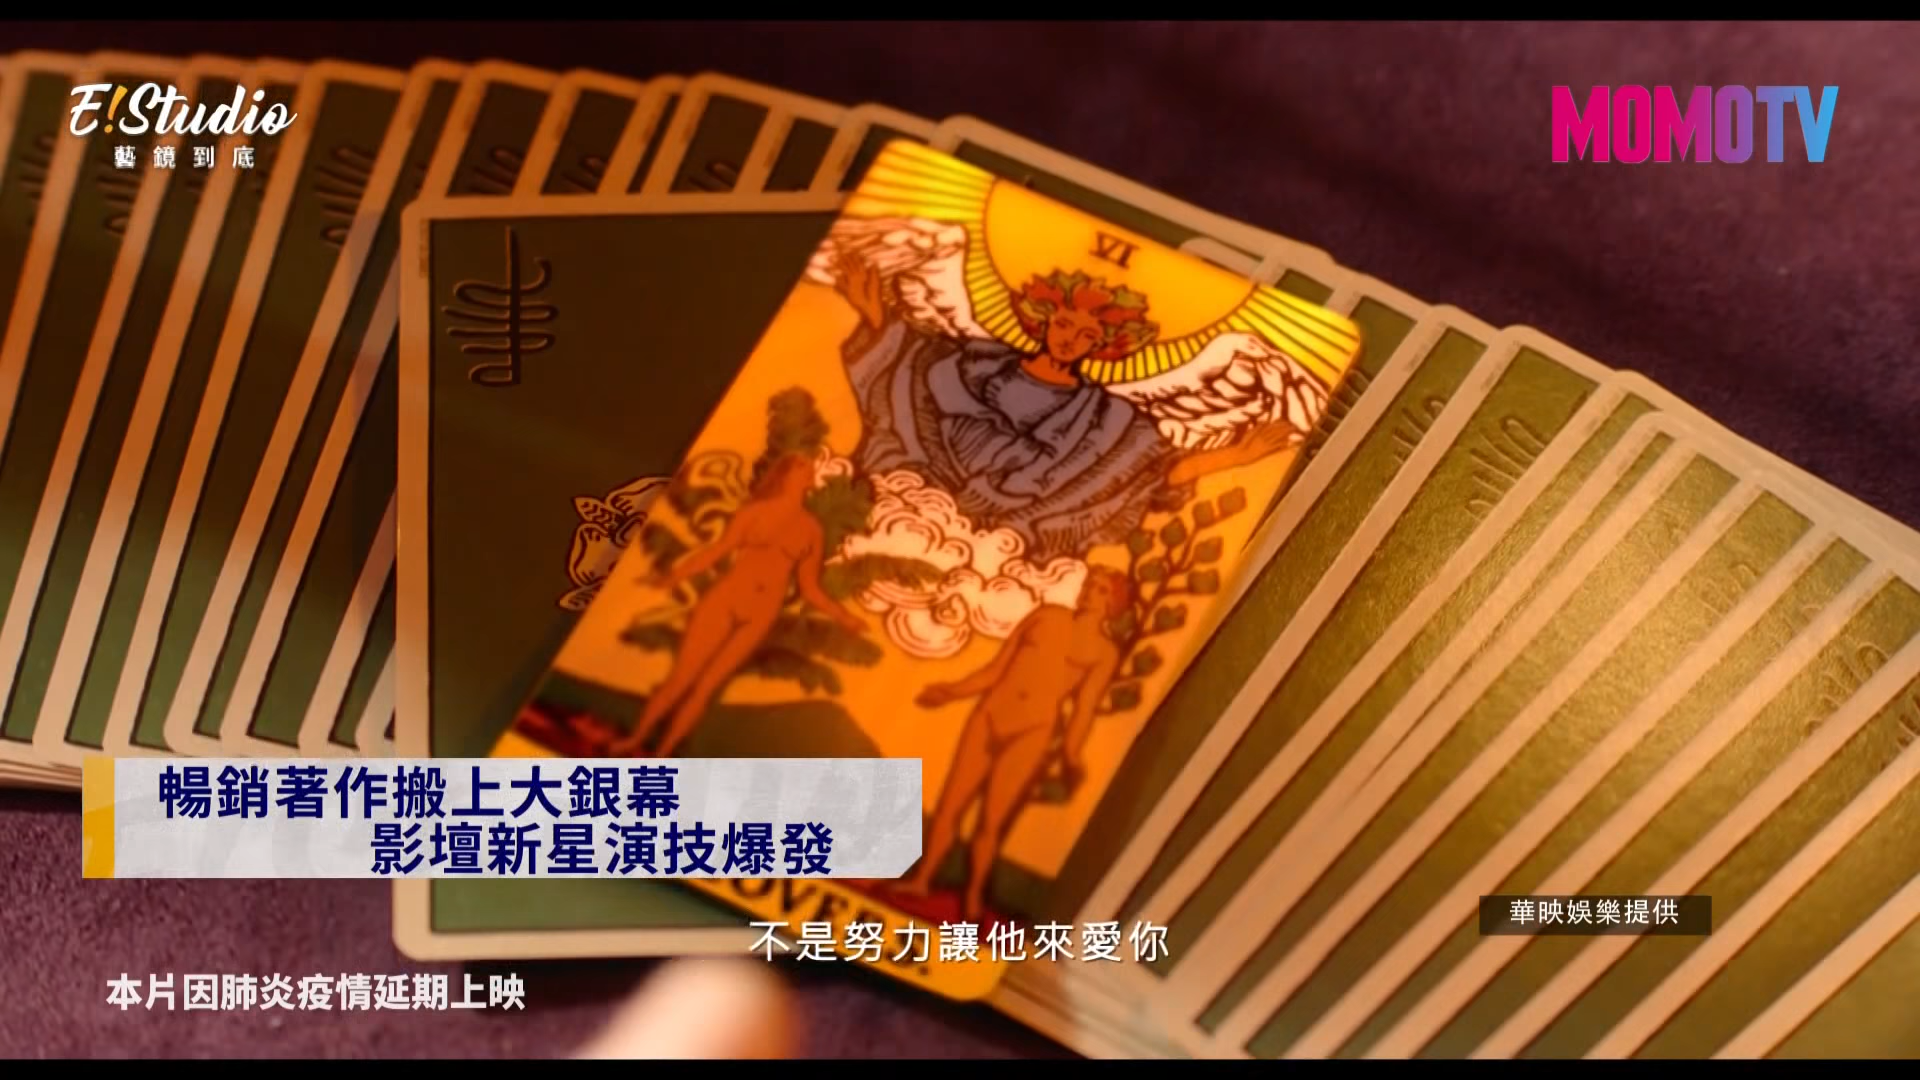 E!Studio
藝鏡到底
MOMOTV
VI
暢銷著作搬上大銀幕
影壇新星演技爆發
OVERS.
華映娛樂提供
不是努力讓他來愛你
本片因肺炎疫情延期上映